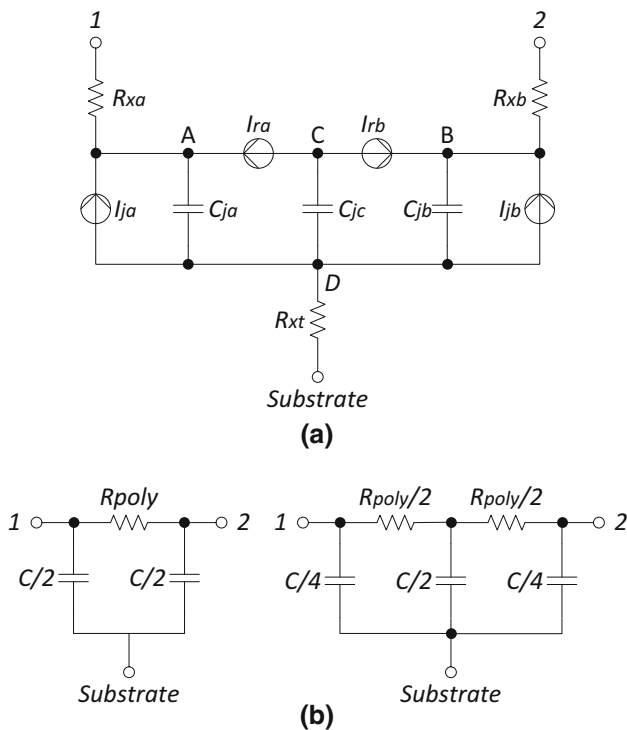 1 2
Rxa Ira Irb Rxb
A C B
Ija Cja Cjc Cjb Ijb
D
Rxt
Substrate
(a)
Rpoly Rpoly/2 Rpoly/2
1 2 1 2
C/2 C/2 C/4 C/2 C/4
Substrate Substrate
(b)